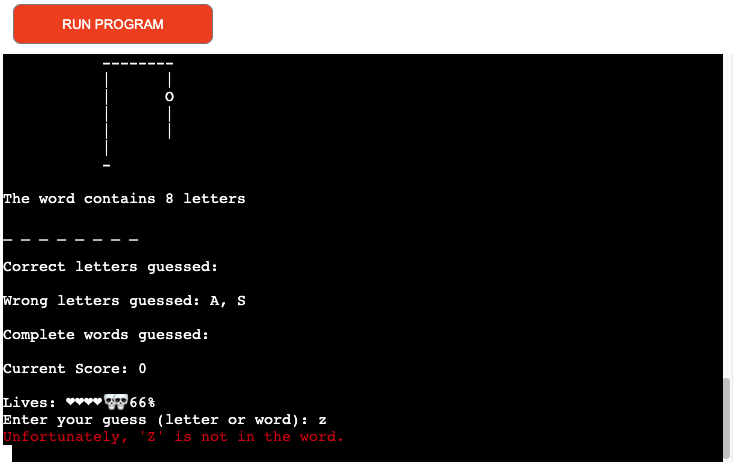 RUN PROGRAM
--------
|      |
|      O
|      |
|      |
|
-
The word contains 8 letters
_ _ _ _ _ _ _ _
Correct letters guessed:
Wrong letters guessed: A, S
Complete words guessed:
Current Score: 0
Lives: ❤❤❤❤💀💀66%
Enter your guess (letter or word): z
Unfortunately, 'Z' is not in the word.